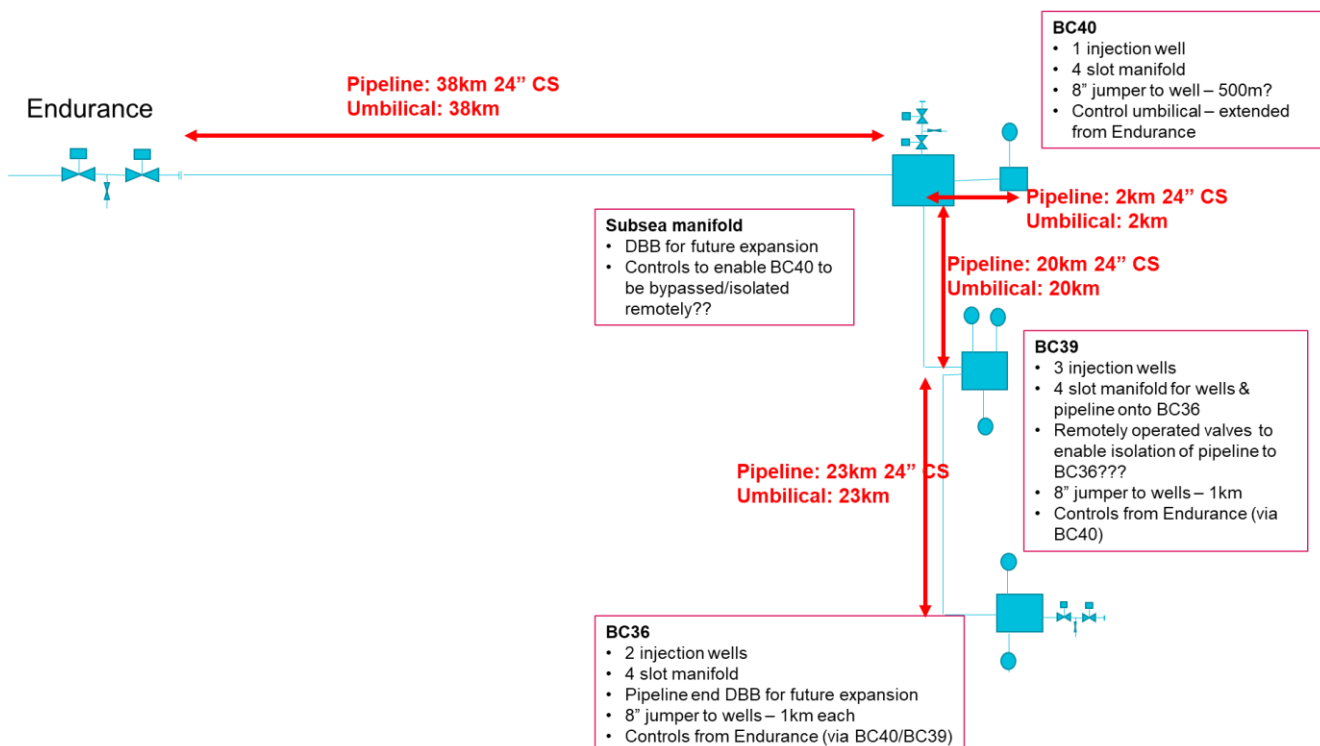 BC40
• 1 injection well
• 4 slot manifold
• 8” jumper to well – 500m?
• Control umbilical – extended
from Endurance
Pipeline: 38km 24” CS
Umbilical: 38km
Endurance
Pipeline: 2km 24” CS
Umbilical: 2km
Subsea manifold
• DBB for future expansion
• Controls to enable BC40 to
be bypassed/isolated
remotely??
Pipeline: 20km 24” CS
Umbilical: 20km
BC39
• 3 injection wells
• 4 slot manifold for wells &
pipeline onto BC36
• Remotely operated valves to
enable isolation of pipeline to
BC36???
• 8” jumper to wells – 1km
• Controls from Endurance (via
BC40)
Pipeline: 23km 24” CS
Umbilical: 23km
BC36
• 2 injection wells
• 4 slot manifold
• Pipeline end DBB for future expansion
• 8” jumper to wells – 1km each
• Controls from Endurance (via BC40/BC39)